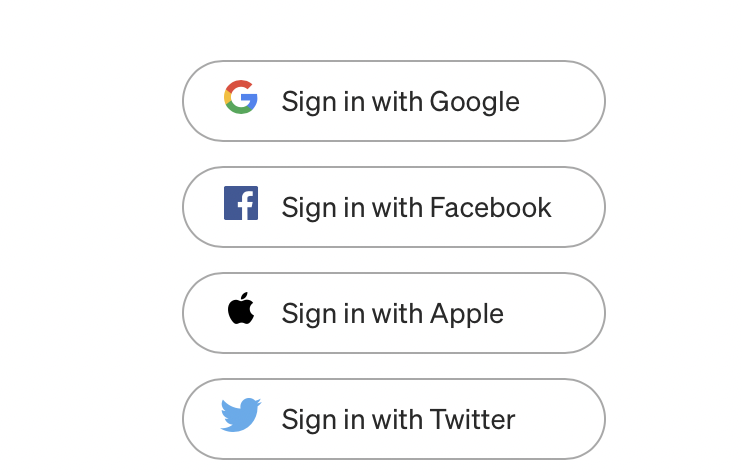 Sign in with Google
Sign in with Facebook
Sign in with Apple
Sign in with Twitter